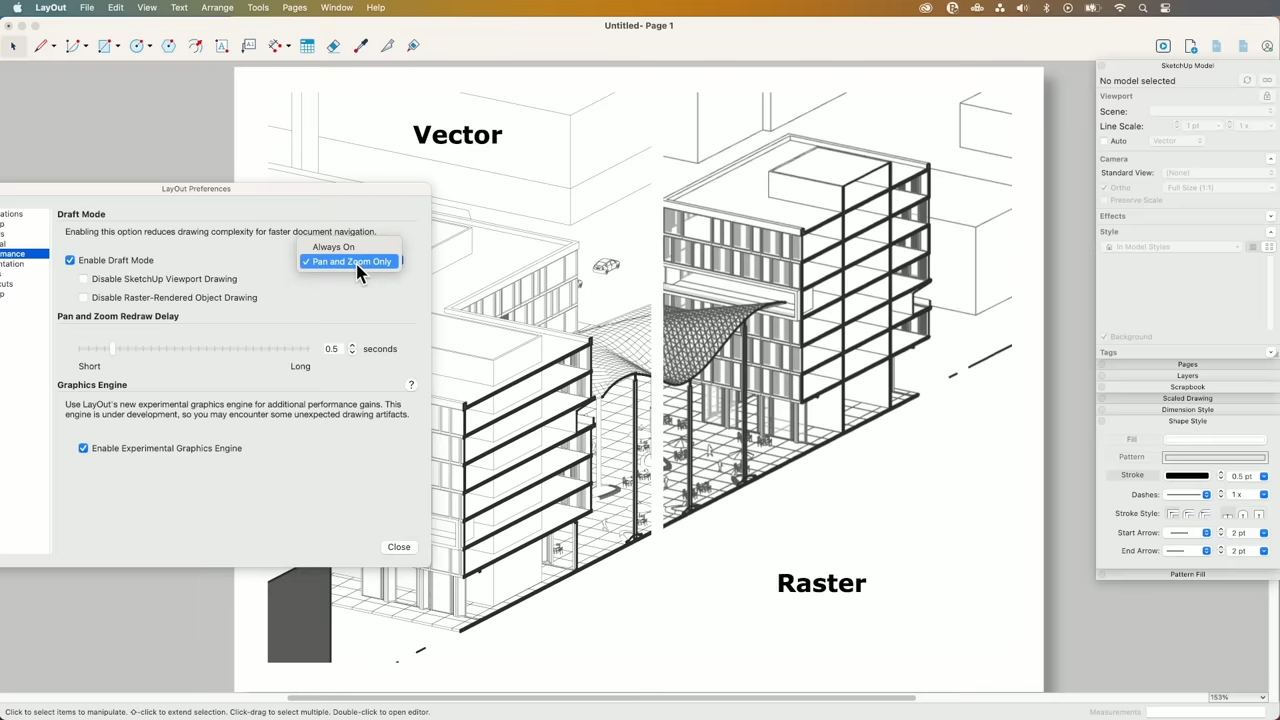 LayOut File Edit View Text Arrange Tools Pages Window Help
Untitled- Page 1
Vector
Raster
LayOut Preferences
Draft Mode
Enabling this option reduces drawing complexity for faster document navigation.
Always On
Enable Draft Mode
✓ Pan and Zoom Only
Disable SketchUp Viewport Drawing
Disable Raster-Rendered Object Drawing
Pan and Zoom Redraw Delay
0.5 seconds
Short Long
Graphics Engine ?
Use LayOut's new experimental graphics engine for additional performance gains. This
engine is under development, so you may encounter some unexpected drawing artifacts.
Enable Experimental Graphics Engine
Close
SketchUp Model
No model selected
Viewport
Scene:
Line Scale: 1 pt 1 x
Auto Vector
Camera
Standard View: (None)
Ortho Full Size (1:1)
Preserve Scale
Effects
Style
In Model Styles
Background
Tags
Pages
Layers
Scrapbook
Scaled Drawing
Dimension Style
Shape Style
Fill
Pattern
Stroke 0.5 pt
Dashes: 1 x
Stroke Style:
Start Arrow: 2 pt
End Arrow: 2 pt
Pattern Fill
153%
Click to select items to manipulate. ⇧-click to extend selection. Click-drag to select multiple. Double-click to open editor.
Measurements